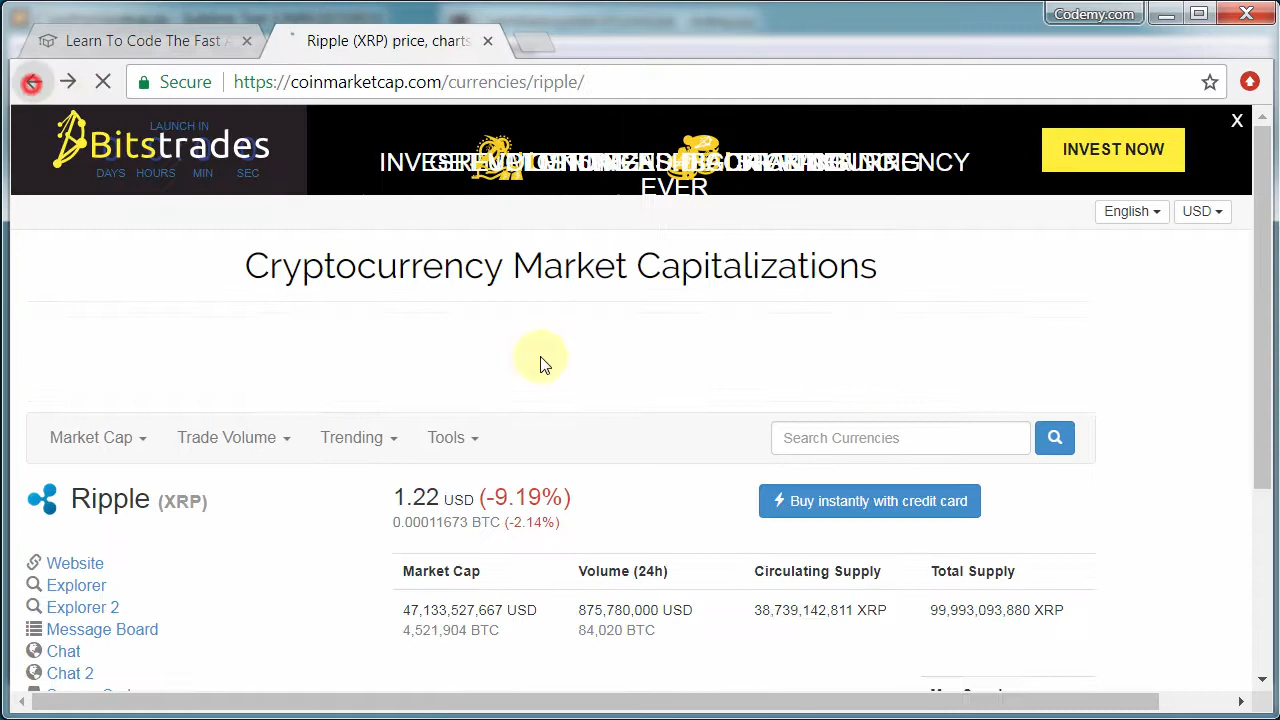 Codemy.com
Learn To Code The Fast
Ripple (XRP) price, charts
Secure https://coinmarketcap.com/currencies/ripple/
LAUNCH IN
Bitstrades
DAYS HOURS MIN SEC
EVER
INVEST NOW
X
English
USD
Cryptocurrency Market Capitalizations
Market Cap Trade Volume Trending Tools Search Currencies
Ripple (XRP)
1.22 USD (-9.19%)
0.00011673 BTC (-2.14%)
Buy instantly with credit card
Website
Explorer
Explorer 2
Message Board
Chat
Chat 2
Market Cap Volume (24h) Circulating Supply Total Supply
47,133,527,667 USD 875,780,000 USD 38,739,142,811 XRP 99,993,093,880 XRP
4,521,904 BTC 84,020 BTC